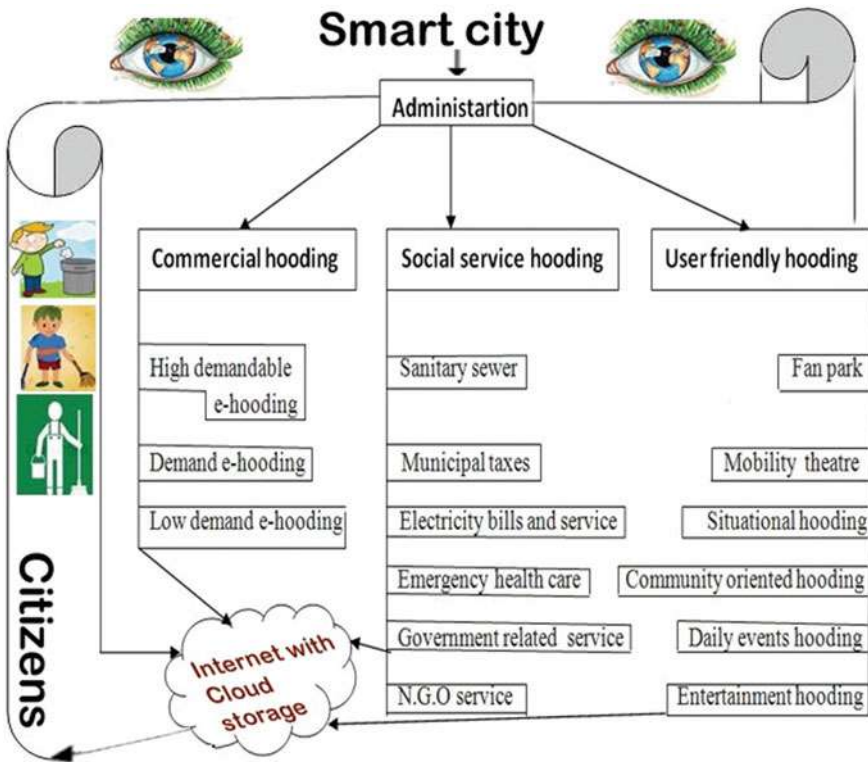 Smart city
Administartion
Commercial hooding
Social service hooding
User friendly hooding
High demandable
e-hooding
Demand e-hooding
Low demand e-hooding
Sanitary sewer
Municipal taxes
Electricity bills and service
Emergency health care
Government related service
N.G.O service
Fan park
Mobility theatre
Situational hooding
Community oriented hooding
Daily events hooding
Entertainment hooding
Citizens
Internet with
Cloud
storage